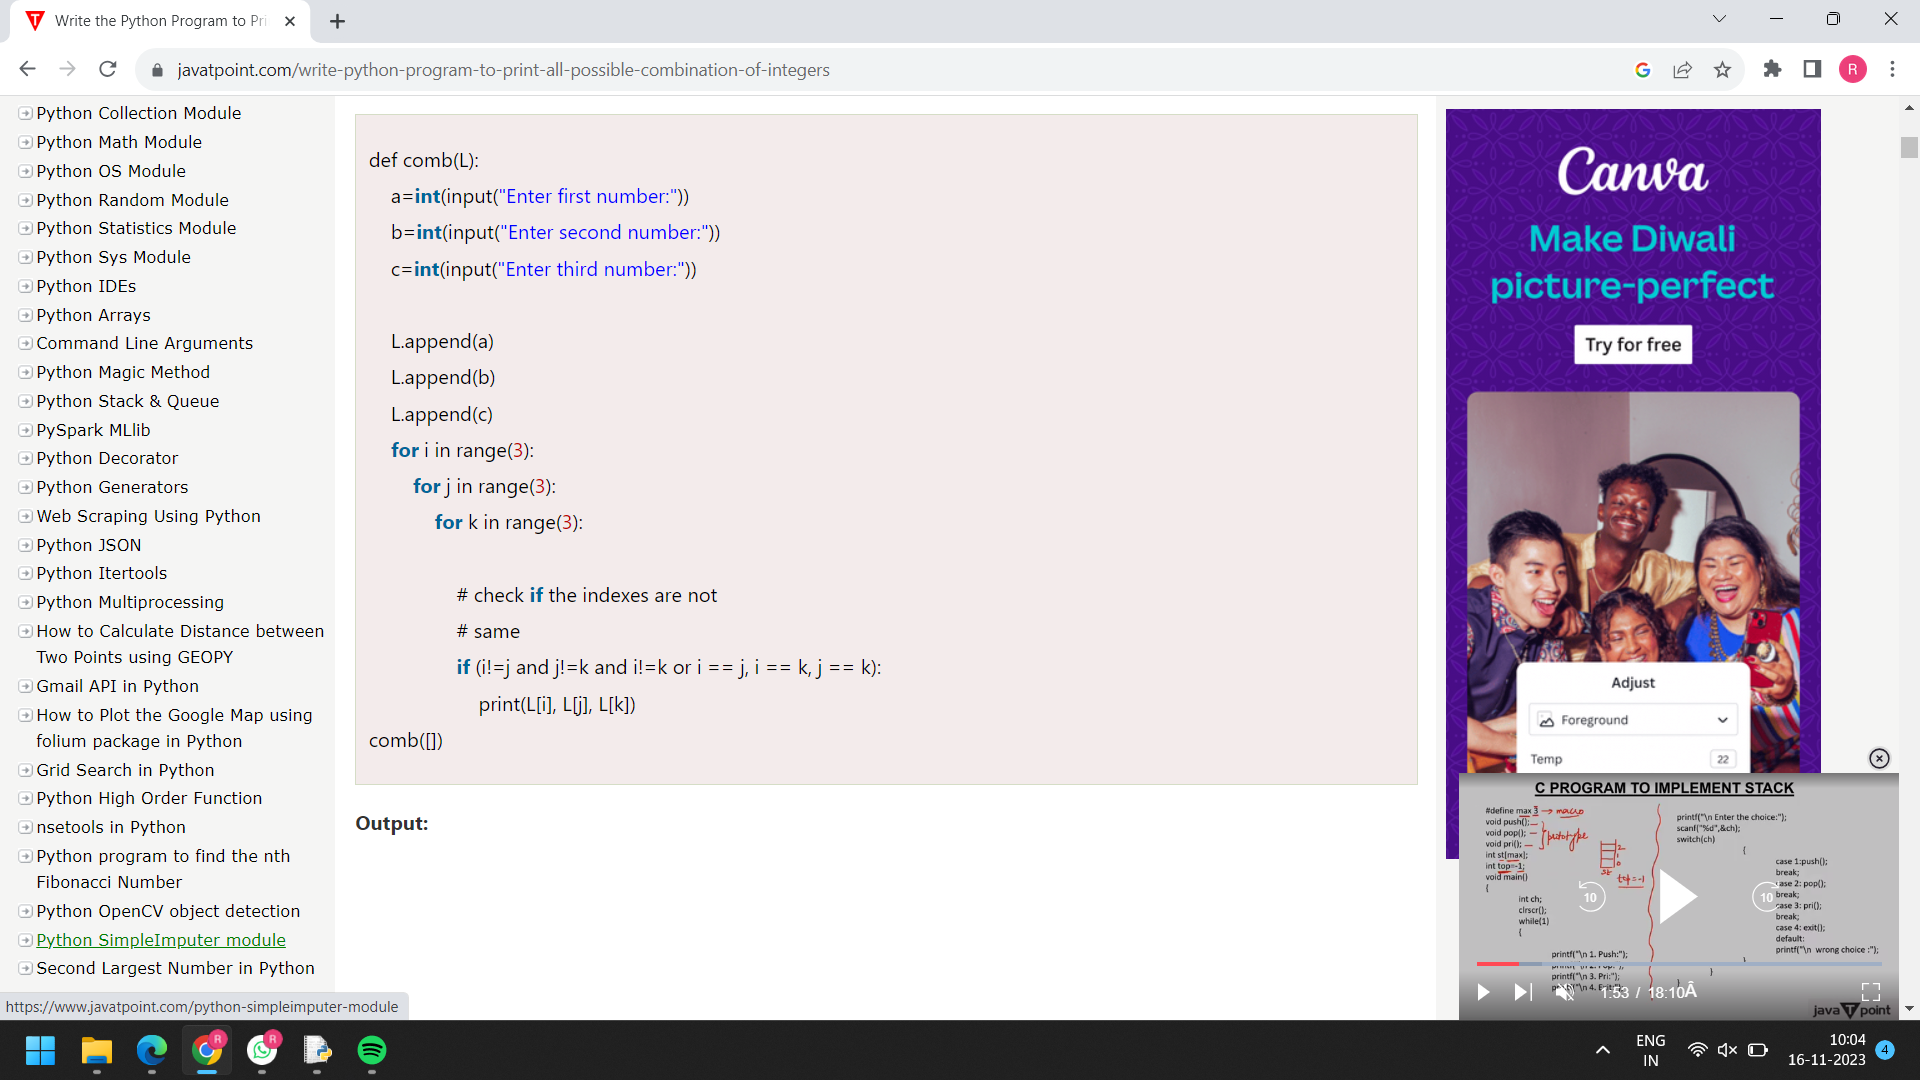 Write the Python Program to Pri
javatpoint.com/write-python-program-to-print-all-possible-combination-of-integers
R
Python Collection Module
Python Math Module
Python OS Module
Python Random Module
Python Statistics Module
Python Sys Module
Python IDEs
Python Arrays
Command Line Arguments
Python Magic Method
Python Stack & Queue
PySpark MLlib
Python Decorator
Python Generators
Web Scraping Using Python
Python JSON
Python Itertools
Python Multiprocessing
How to Calculate Distance between
Two Points using GEOPY
Gmail API in Python
How to Plot the Google Map using
folium package in Python
Grid Search in Python
Python High Order Function
nsetools in Python
Python program to find the nth
Fibonacci Number
Python OpenCV object detection
Python SimpleImputer module
Second Largest Number in Python
https://www.javatpoint.com/python-simpleimputer-module
def comb(L):
a=int(input("Enter first number:"))
b=int(input("Enter second number:"))
c=int(input("Enter third number:"))
L.append(a)
L.append(b)
L.append(c)
for i in range(3):
for j in range(3):
for k in range(3):
# check if the indexes are not
# same
if (i!=j and j!=k and i!=k or i == j, i == k, j == k):
print(L[i], L[j], L[k])
comb([])
Output:
Canva
Make Diwali
picture-perfect
Try for free
Adjust
Foreground
Temp 22
C PROGRAM TO IMPLEMENT STACK
#define max 3 → macro
void push();
void pop();
void pri();
prototype
int st[max];
int top=-1;
void main()
{
int ch;
clrscr();
while(1)
{
printf("\n 1. Push:");
printf("\n 3. Pri:");
2
1
0
st
top=-1
printf("\n Enter the choice:");
scanf("%d",&ch);
switch(ch)
{
case 1:push();
break;
case 2: pop();
break;
case 3: pri();
break;
case 4: exit();
default:
printf("\n wrong choice :");
}
}
10
10
1:53 / 18:10Â
javaTpoint
R
R
ENG
IN
10:04
16-11-2023
4